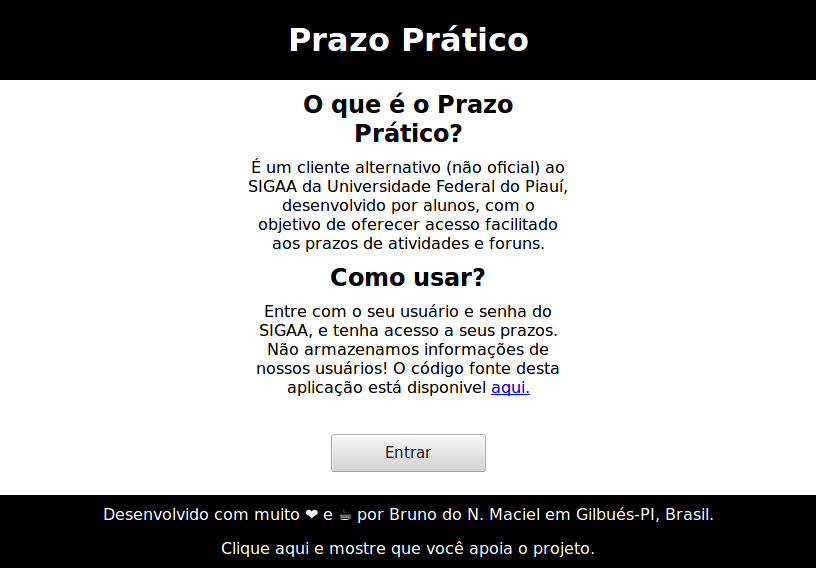 Prazo Prático
O que é o Prazo
Prático?
É um cliente alternativo (não oficial) ao
SIGAA da Universidade Federal do Piauí,
desenvolvido por alunos, com o
objetivo de oferecer acesso facilitado
aos prazos de atividades e foruns.
Como usar?
Entre com o seu usuário e senha do
SIGAA, e tenha acesso a seus prazos.
Não armazenamos informações de
nossos usuários! O código fonte desta
aplicação está disponivel aqui.
Entrar
Desenvolvido com muito ❤ e ☕ por Bruno do N. Maciel em Gilbués-PI, Brasil.
Clique aqui e mostre que você apoia o projeto.